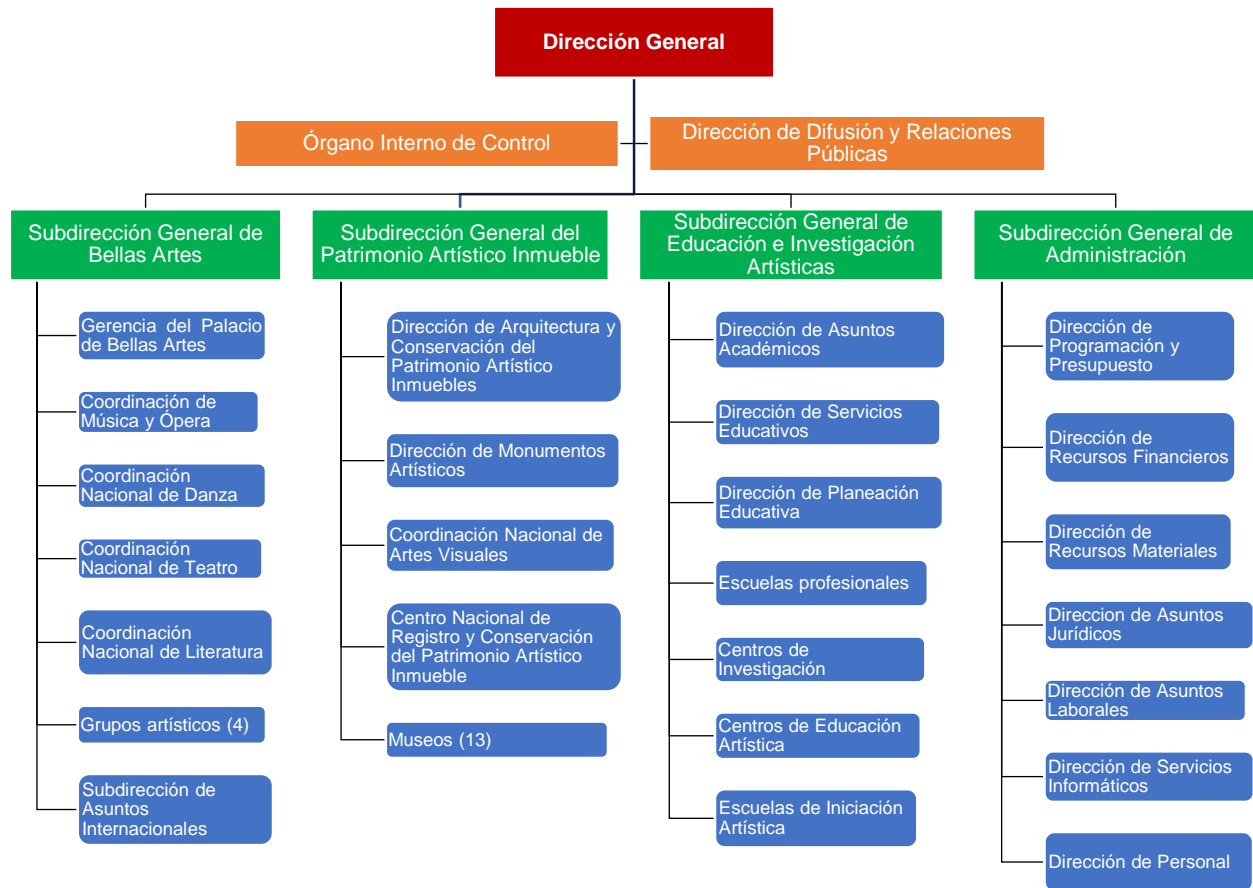 Dirección General
Órgano Interno de Control
Dirección de Difusión y Relaciones
Públicas
Subdirección General de
Bellas Artes
Gerencia del Palacio
de Bellas Artes
Coordinación de
Música y Ópera
Coordinación
Nacional de Danza
Coordinación
Nacional de Teatro
Coordinación
Nacional de Literatura
Grupos artísticos (4)
Subdirección de
Asuntos
Internacionales
Subdirección General del
Patrimonio Artístico Inmueble
Dirección de Arquitectura y
Conservación del
Patrimonio Artístico
Inmuebles
Dirección de Monumentos
Artísticos
Coordinación Nacional de
Artes Visuales
Centro Nacional de
Registro y Conservación
del Patrimonio Artístico
Inmueble
Museos (13)
Subdirección General de
Educación e Investigación
Artísticas
Dirección de Asuntos
Académicos
Dirección de Servicios
Educativos
Dirección de Planeación
Educativa
Escuelas profesionales
Centros de
Investigación
Centros de Educación
Artística
Escuelas de Iniciación
Artística
Subdirección General de
Administración
Dirección de
Programación y
Presupuesto
Dirección de
Recursos Financieros
Dirección de
Recursos Materiales
Direccion de Asuntos
Jurídicos
Dirección de Asuntos
Laborales
Dirección de Servicios
Informáticos
Dirección de Personal